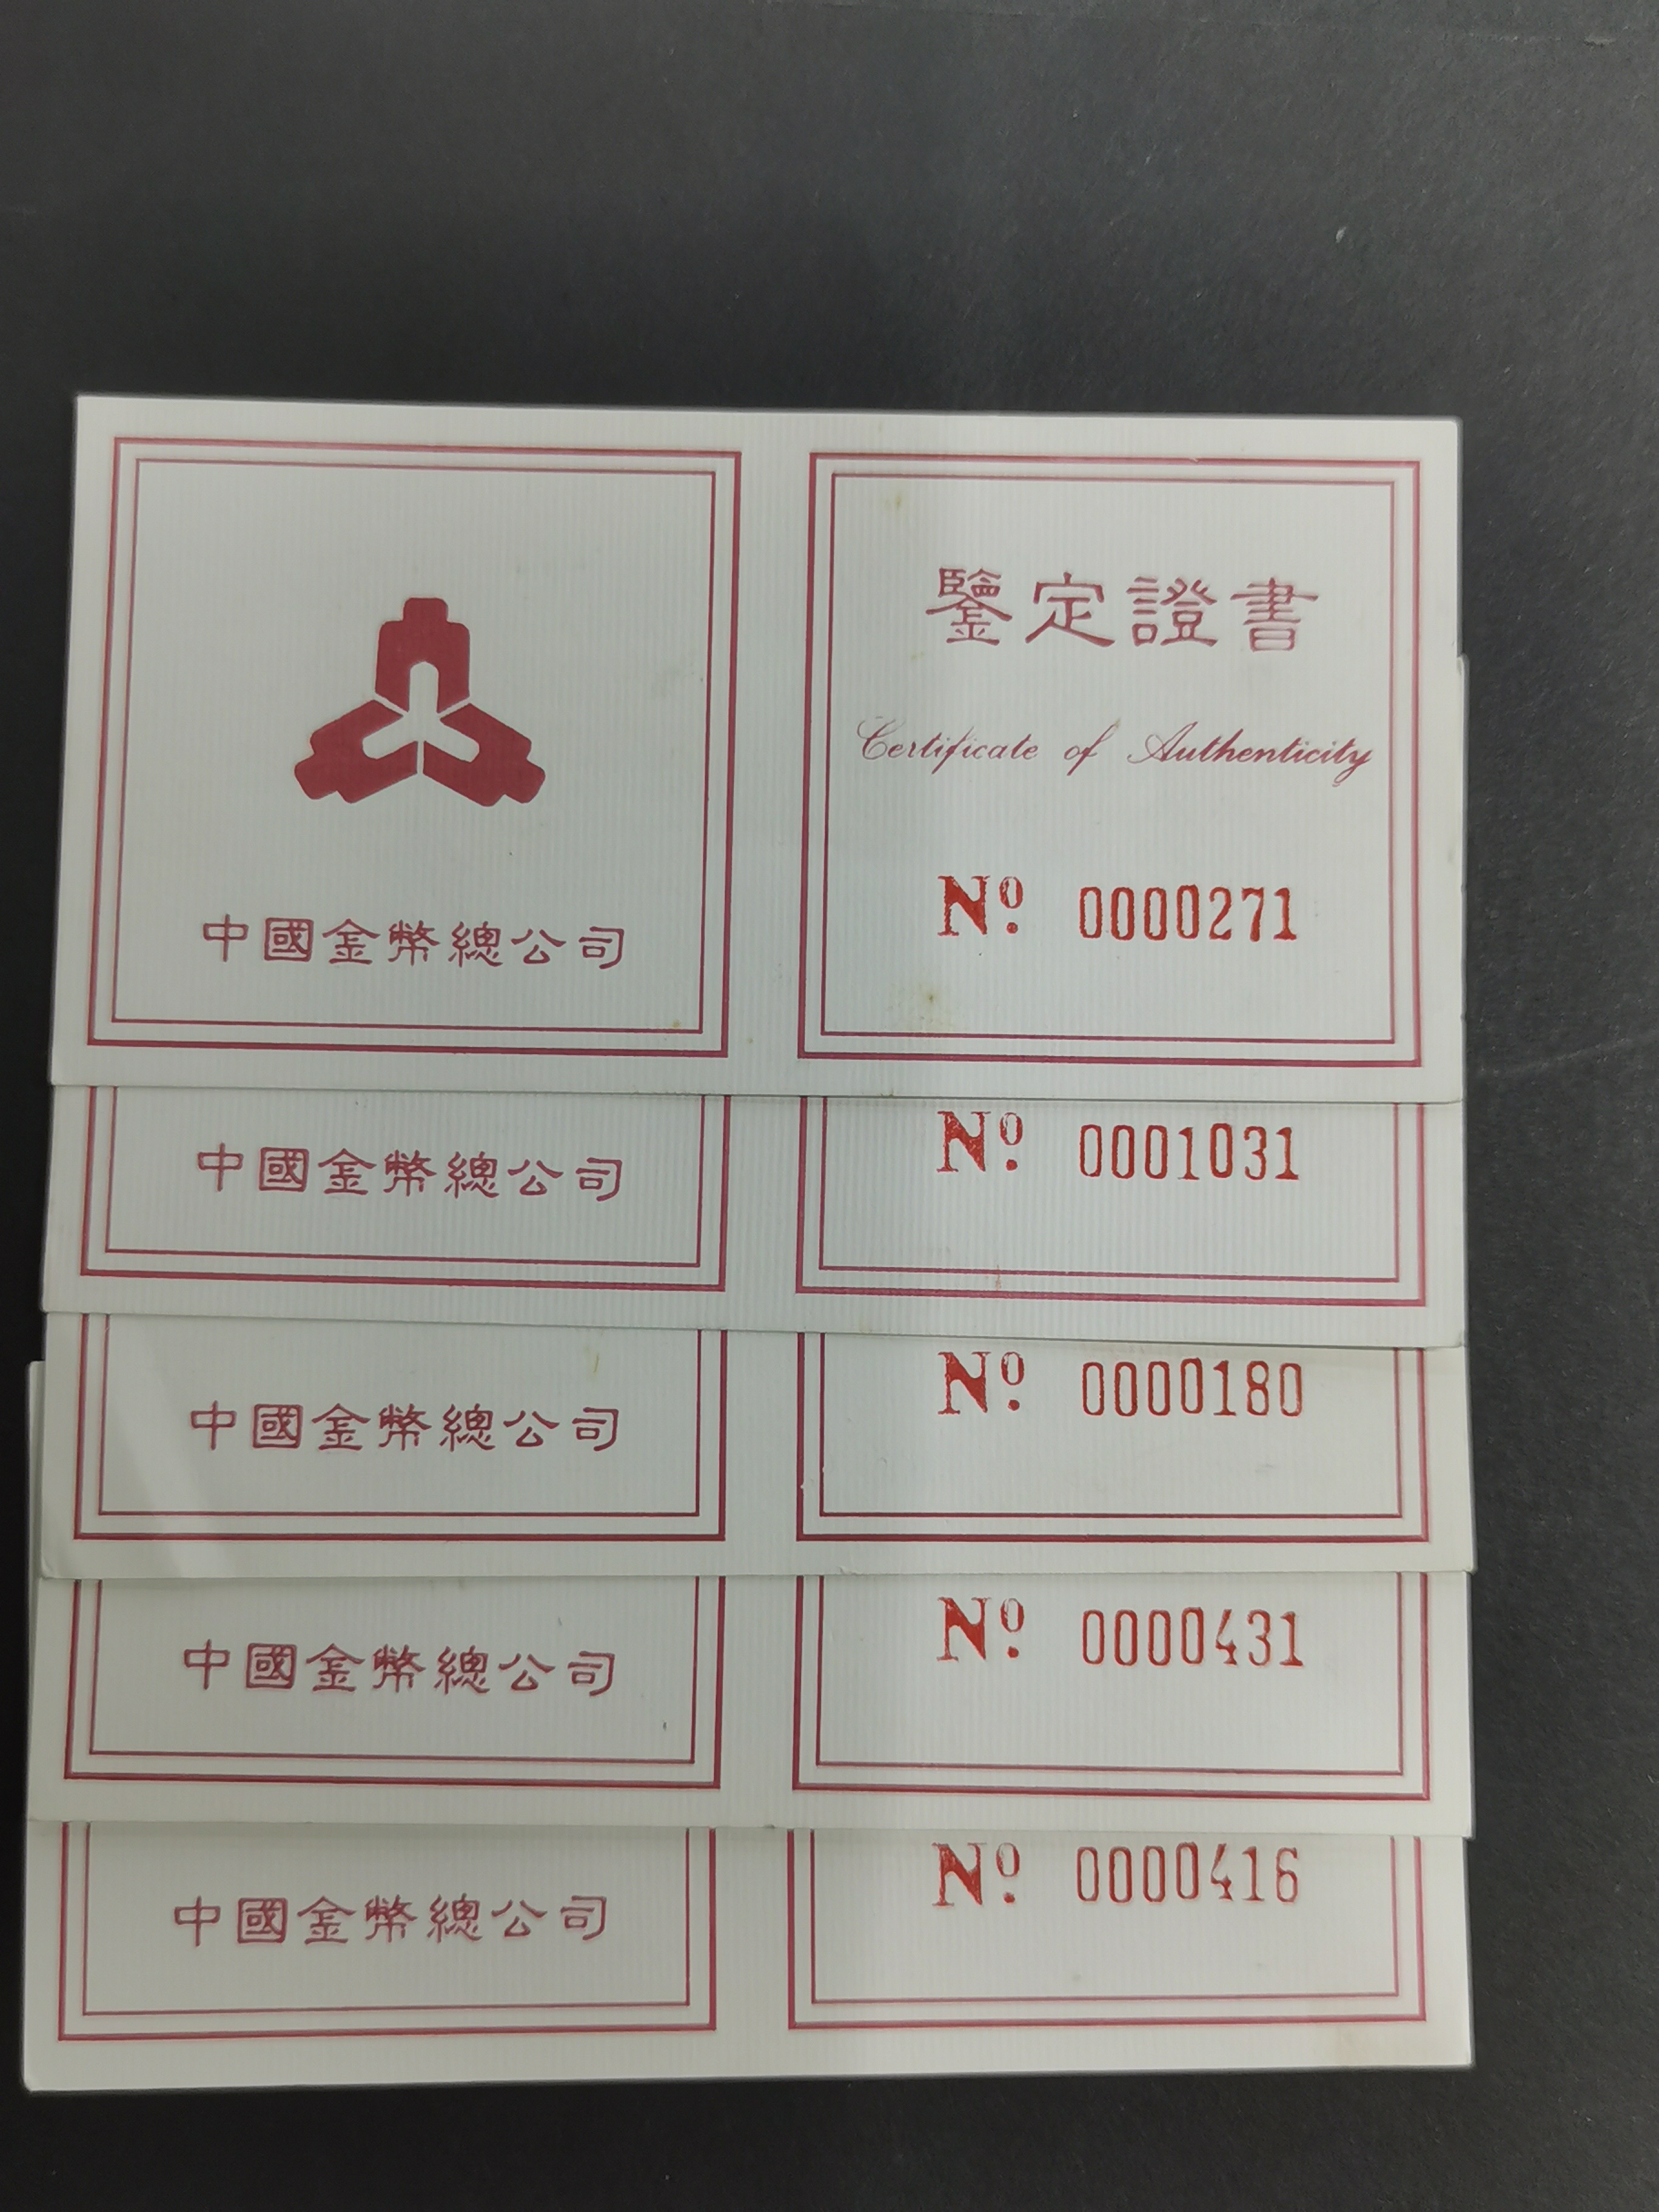 鑒定證書
Certificate of Authenticity
中國金幣總公司
Nº. 0000271
中國金幣總公司
Nº. 0001031
中國金幣總公司
Nº. 0000180
中國金幣總公司
Nº. 0000431
中國金幣總公司
Nº. 0000416